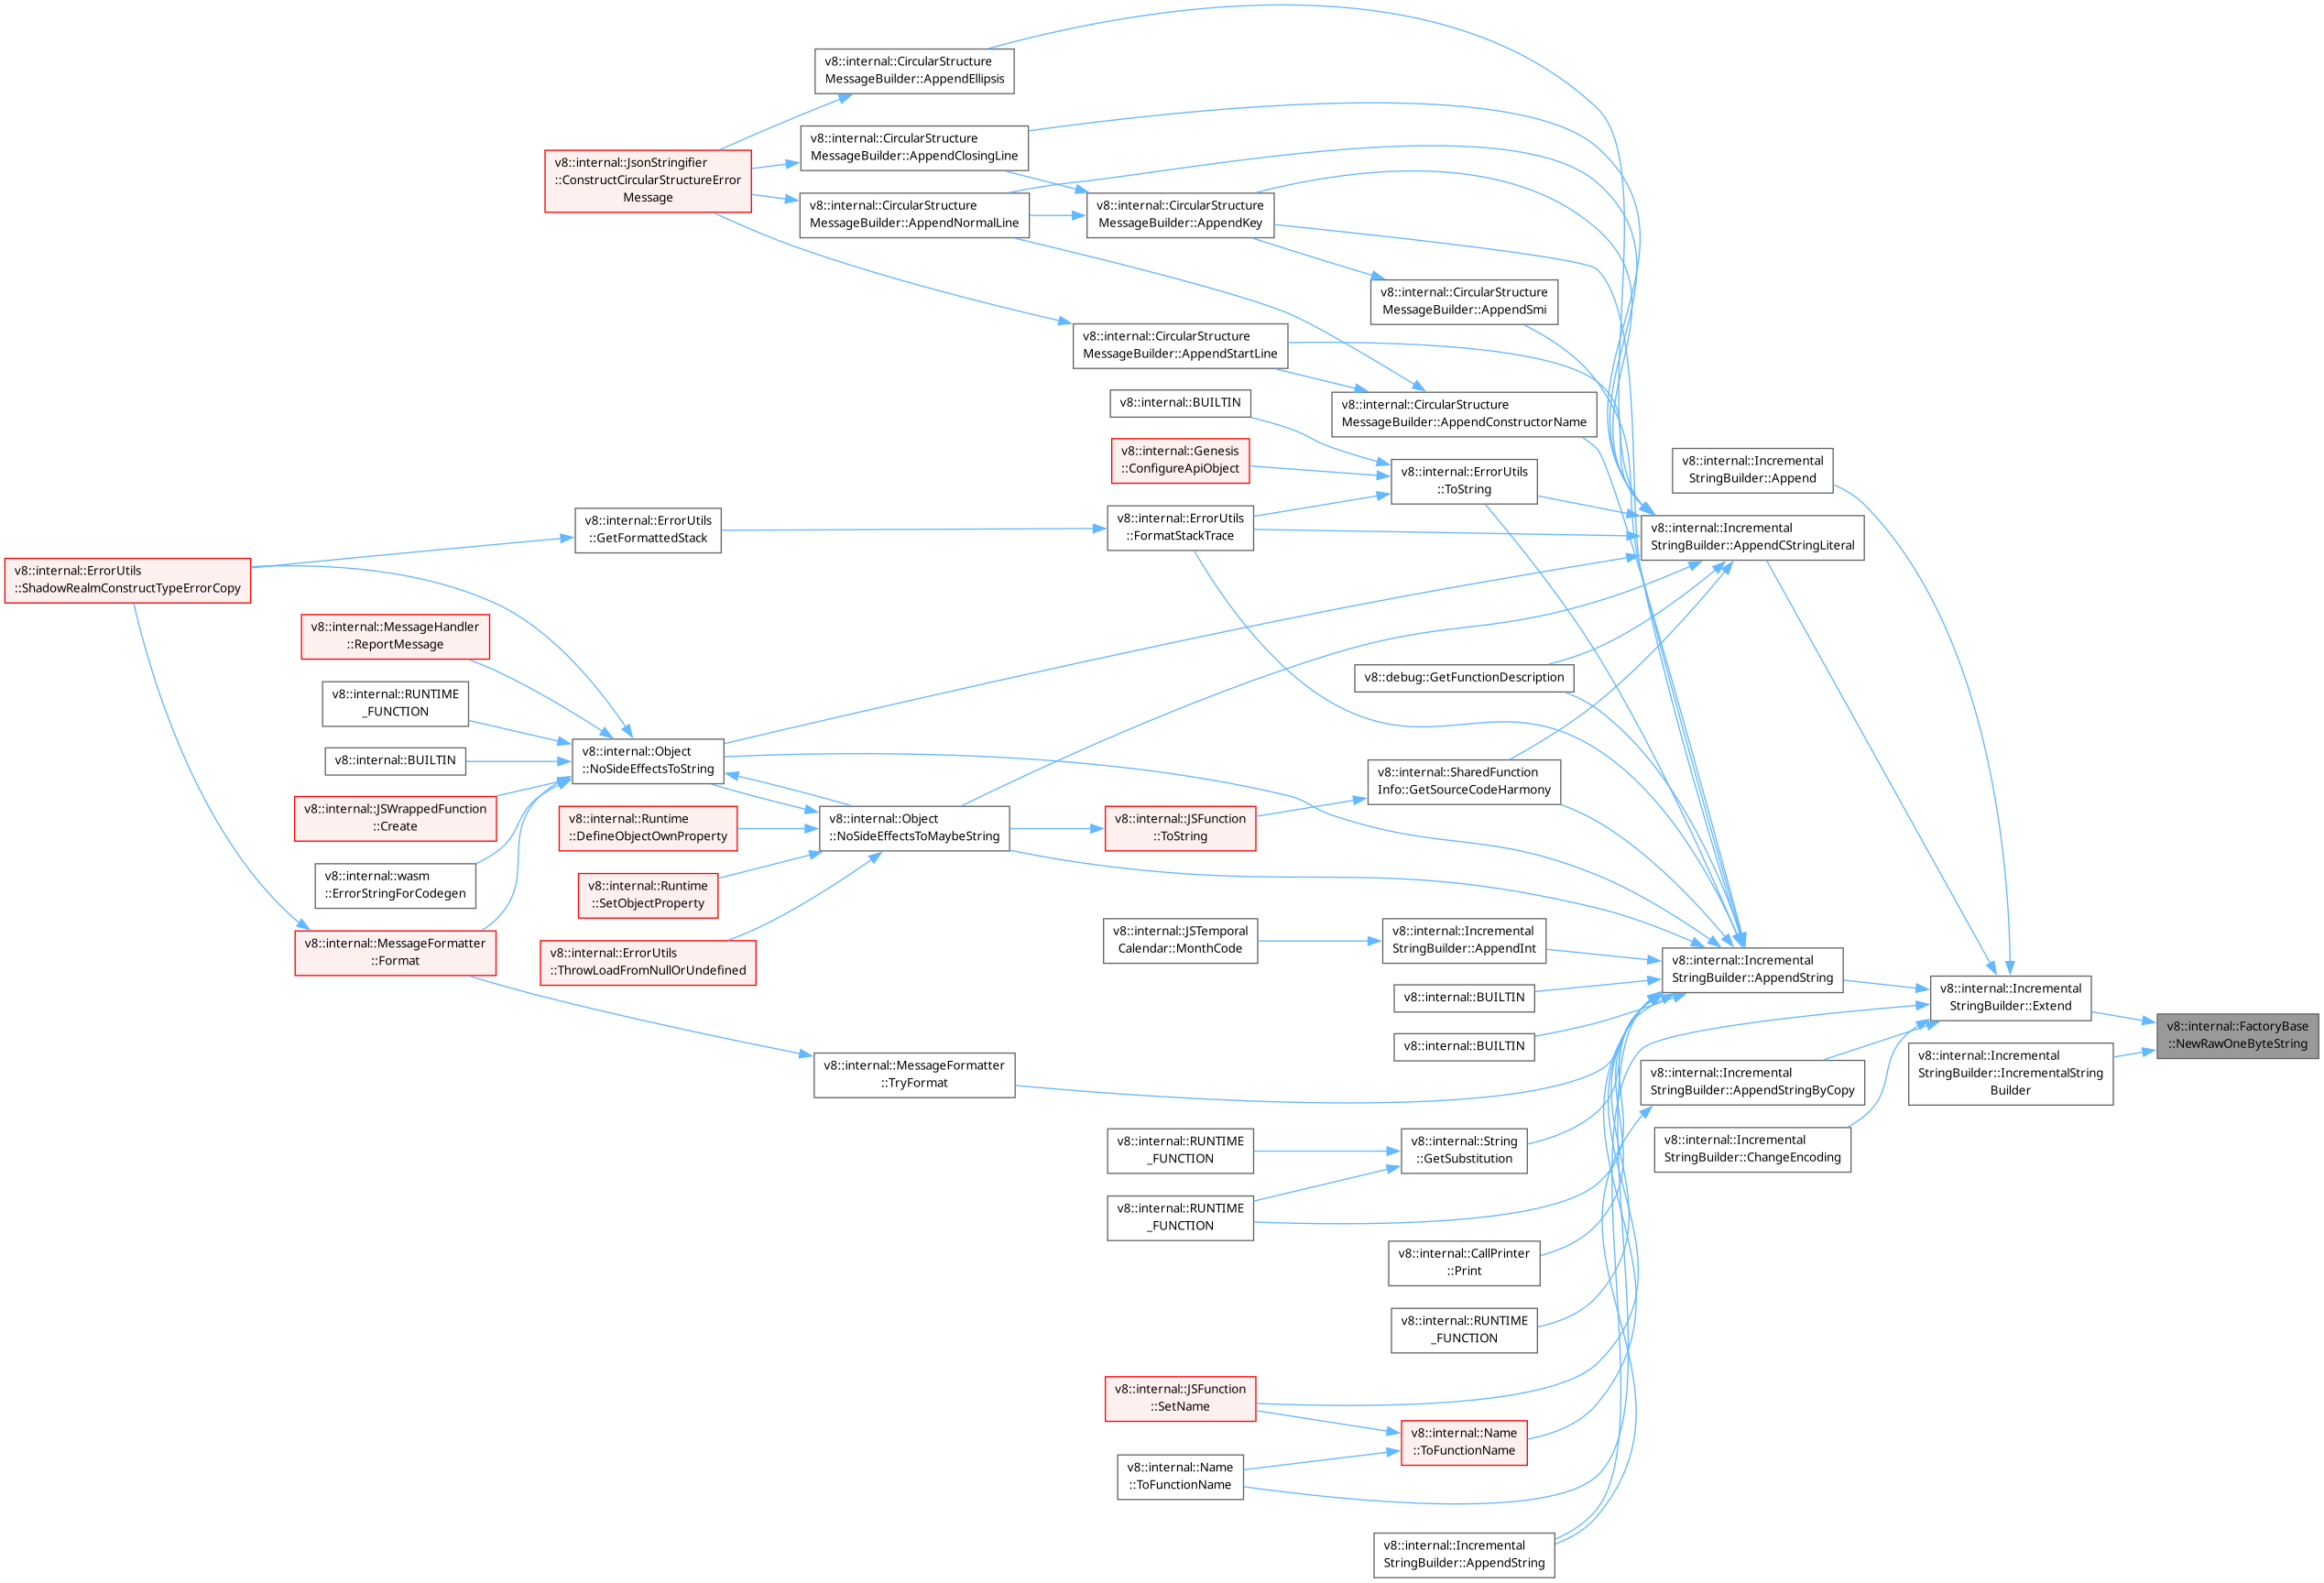 v8::internal::CircularStructure
MessageBuilder::AppendEllipsis
v8::internal::CircularStructure
MessageBuilder::AppendClosingLine
v8::internal::JsonStringifier
::ConstructCircularStructureError
Message
v8::internal::CircularStructure
MessageBuilder::AppendNormalLine
v8::internal::CircularStructure
MessageBuilder::AppendKey
v8::internal::CircularStructure
MessageBuilder::AppendSmi
v8::internal::CircularStructure
MessageBuilder::AppendStartLine
v8::internal::BUILTIN
v8::internal::CircularStructure
MessageBuilder::AppendConstructorName
v8::internal::Genesis
::ConfigureApiObject
v8::internal::ErrorUtils
::ToString
v8::internal::Incremental
StringBuilder::Append
v8::internal::ErrorUtils
::GetFormattedStack
v8::internal::ErrorUtils
::FormatStackTrace
v8::internal::Incremental
StringBuilder::AppendCStringLiteral
v8::internal::ErrorUtils
::ShadowRealmConstructTypeErrorCopy
v8::internal::MessageHandler
::ReportMessage
v8::debug::GetFunctionDescription
v8::internal::RUNTIME
_FUNCTION
v8::internal::BUILTIN
v8::internal::Object
::NoSideEffectsToString
v8::internal::SharedFunction
Info::GetSourceCodeHarmony
v8::internal::JSWrappedFunction
::Create
v8::internal::Runtime
::DefineObjectOwnProperty
v8::internal::Object
::NoSideEffectsToMaybeString
v8::internal::JSFunction
::ToString
v8::internal::wasm
::ErrorStringForCodegen
v8::internal::Runtime
::SetObjectProperty
v8::internal::MessageFormatter
::Format
v8::internal::ErrorUtils
::ThrowLoadFromNullOrUndefined
v8::internal::JSTemporal
Calendar::MonthCode
v8::internal::Incremental
StringBuilder::AppendInt
v8::internal::Incremental
StringBuilder::AppendString
v8::internal::BUILTIN
v8::internal::Incremental
StringBuilder::Extend
v8::internal::FactoryBase
::NewRawOneByteString
v8::internal::BUILTIN
v8::internal::MessageFormatter
::TryFormat
v8::internal::Incremental
StringBuilder::AppendStringByCopy
v8::internal::Incremental
StringBuilder::IncrementalString
Builder
v8::internal::RUNTIME
_FUNCTION
v8::internal::String
::GetSubstitution
v8::internal::Incremental
StringBuilder::ChangeEncoding
v8::internal::RUNTIME
_FUNCTION
v8::internal::CallPrinter
::Print
v8::internal::RUNTIME
_FUNCTION
v8::internal::JSFunction
::SetName
v8::internal::Name
::ToFunctionName
v8::internal::Name
::ToFunctionName
v8::internal::Incremental
StringBuilder::AppendString